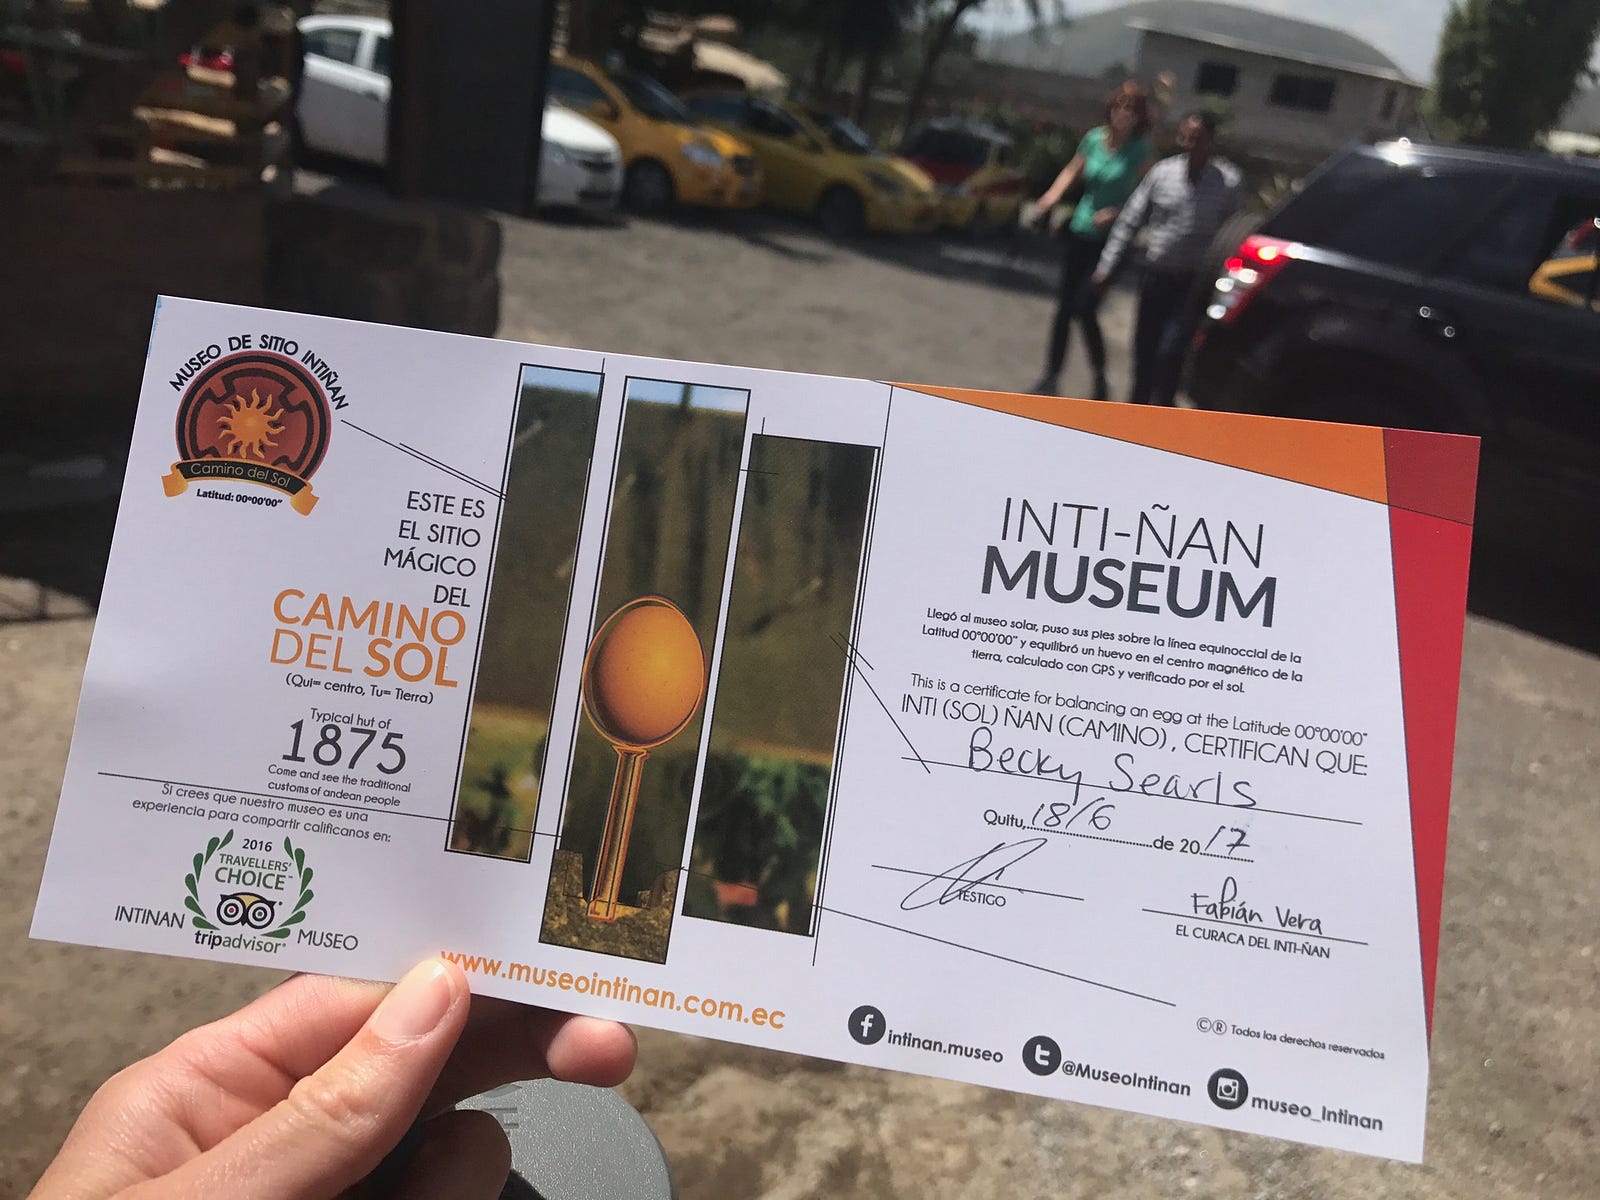 MUSEO DE SITIO INTIÑAN
Camino del Sol
Latitud: 00°00'00"
ESTE ES
EL SITIO
MÁGICO
DEL
CAMINO
DEL SOL
(Qui= centro, Tu= Tierra)
Typical hut of
1875
Come and see the traditional
customs of andean people
Si crees que nuestro museo es una
experiencia para compartir calificanos en:
2016
TRAVELLERS'
CHOICE™
INTINAN
tripadvisor®
MUSEO
www.museointinan.com.ec
INTI-ÑAN
MUSEUM
Llegó al museo solar, puso sus pies sobre la línea equinoccial de la
Latitud 00°00'00" y equilibró un huevo en el centro magnético de la
tierra, calculado con GPS y verificado por el sol.
This is a certificate for balancing an egg at the Latitude 00°00'00"
INTI (SOL) ÑAN (CAMINO) , CERTIFICAN QUE:
Becky Searls
Quitu, 18/6 de 20 17
TESTIGO
Fabián Vera
EL CURACA DEL INTI-ÑAN
©® Todos los derechos reservados
intinan.museo
@MuseoIntinan
museo_Intinan